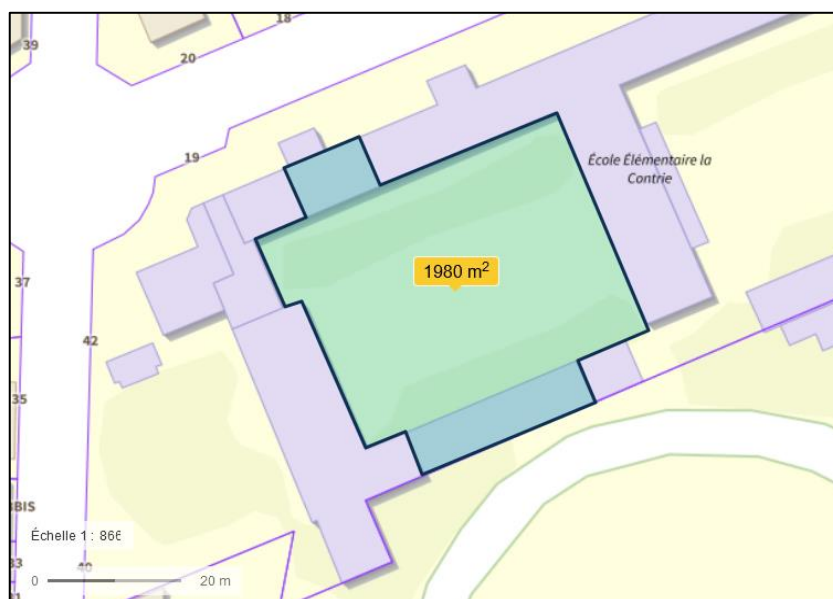 18
39
20
19
École Élémentaire la
Contrie
1980 m²
37
42
35
BBIS
Échelle 1 : 866
40
0 20 m